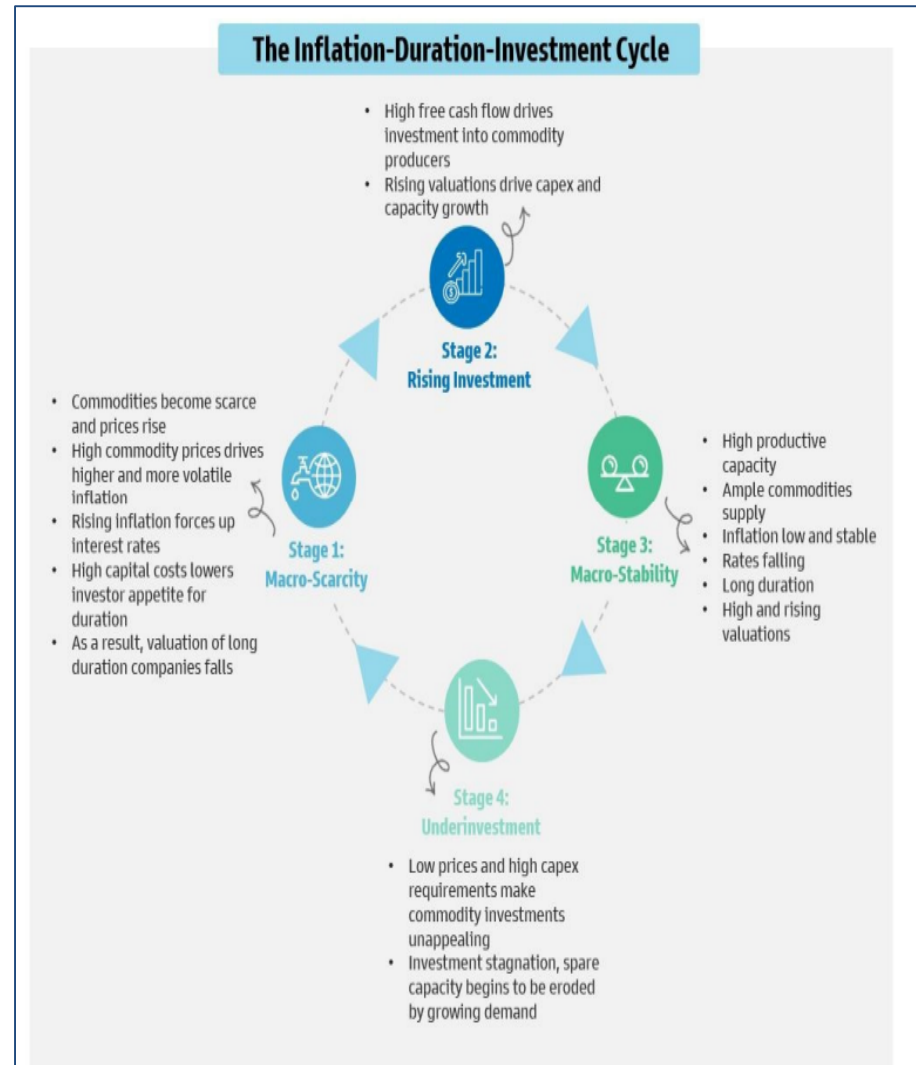 The Inflation-Duration-Investment Cycle
• High free cash flow drives
investment into commodity
producers
• Rising valuations drive capex and
capacity growth
Stage 2:
Rising Investment
• Commodities become scarce
and prices rise
• High commodity prices drives
higher and more volatile
inflation
• Rising inflation forces up
interest rates
• High capital costs lowers
investor appetite for
duration
• As a result, valuation of long
duration companies falls
Stage 1:
Macro-Scarcity
Stage 3:
Macro-Stability
• High productive
capacity
• Ample commodities
supply
• Inflation low and stable
• Rates falling
• Long duration
• High and rising
valuations
Stage 4:
Underinvestment
• Low prices and high capex
requirements make
commodity investments
unappealing
• Investment stagnation, spare
capacity begins to be eroded
by growing demand